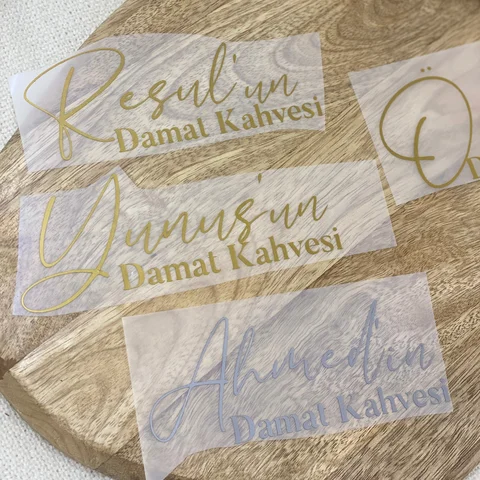 Resul'un
Damat Kahvesi
Ö
Yunus'un
Damat Kahvesi
Ahmed'in
Damat Kahvesi